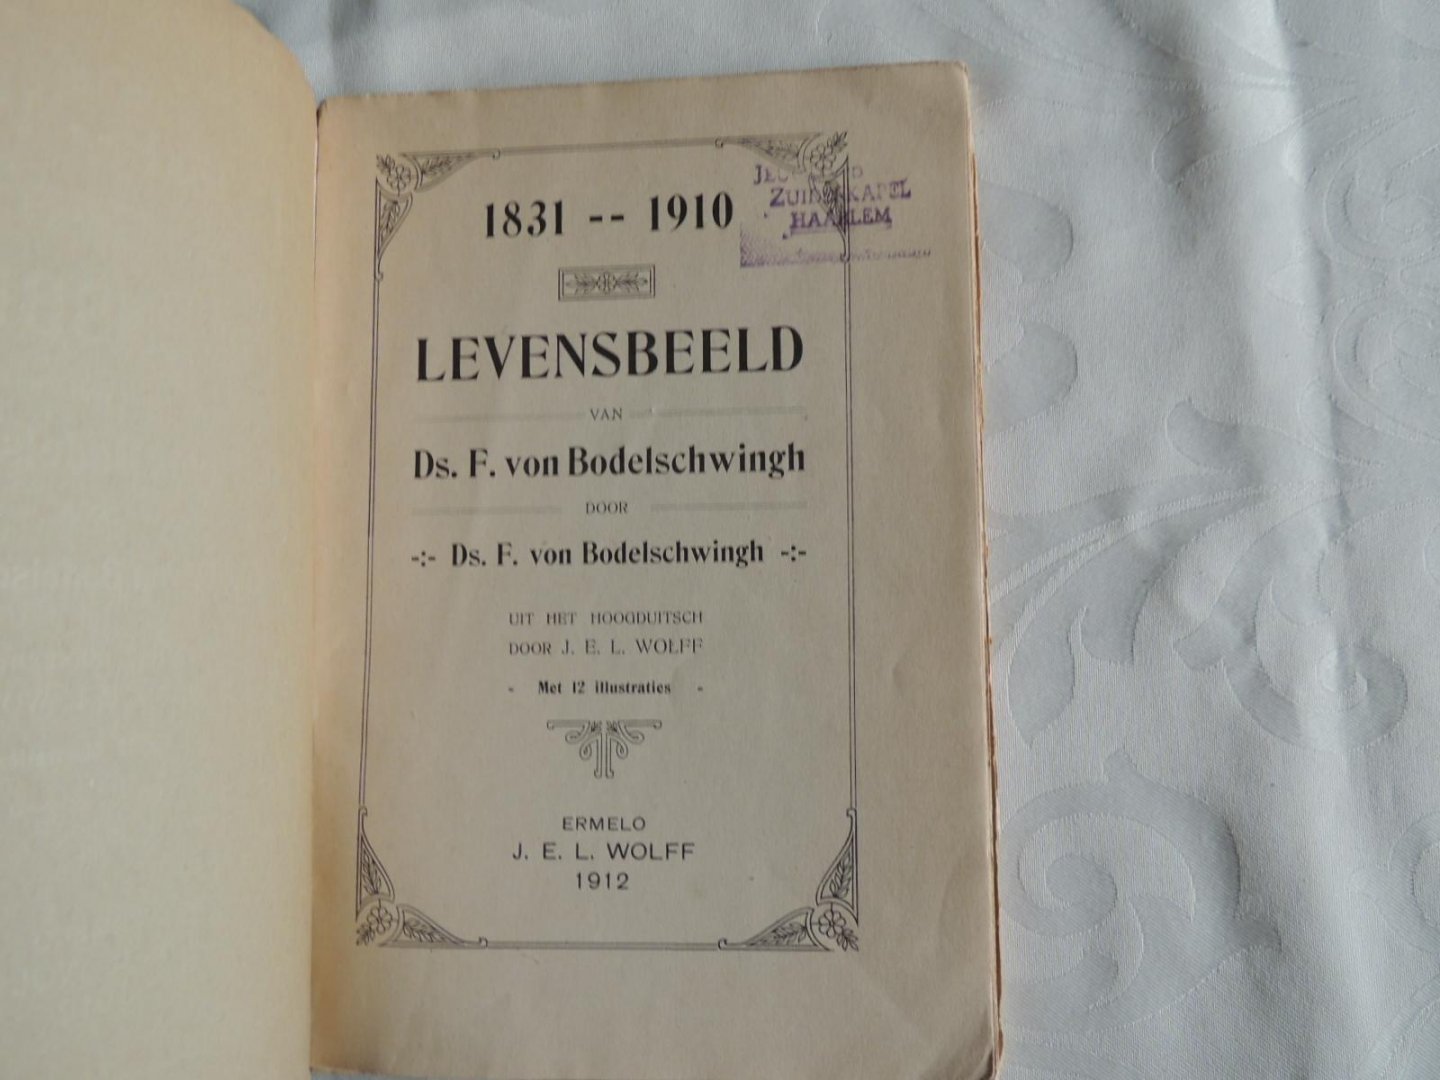 1831 -- 1910
ZUIDERKAPEL
HAARLEM
LEVENSBEELD
VAN
Ds. F. von Bodelschwingh
DOOR
-:- Ds. F. von Bodelschwingh -:-
UIT HET HOOGDUITSCH
DOOR J. E. L. WOLFF
- Met 12 illustraties -
ERMELO
J. E. L. WOLFF
1912